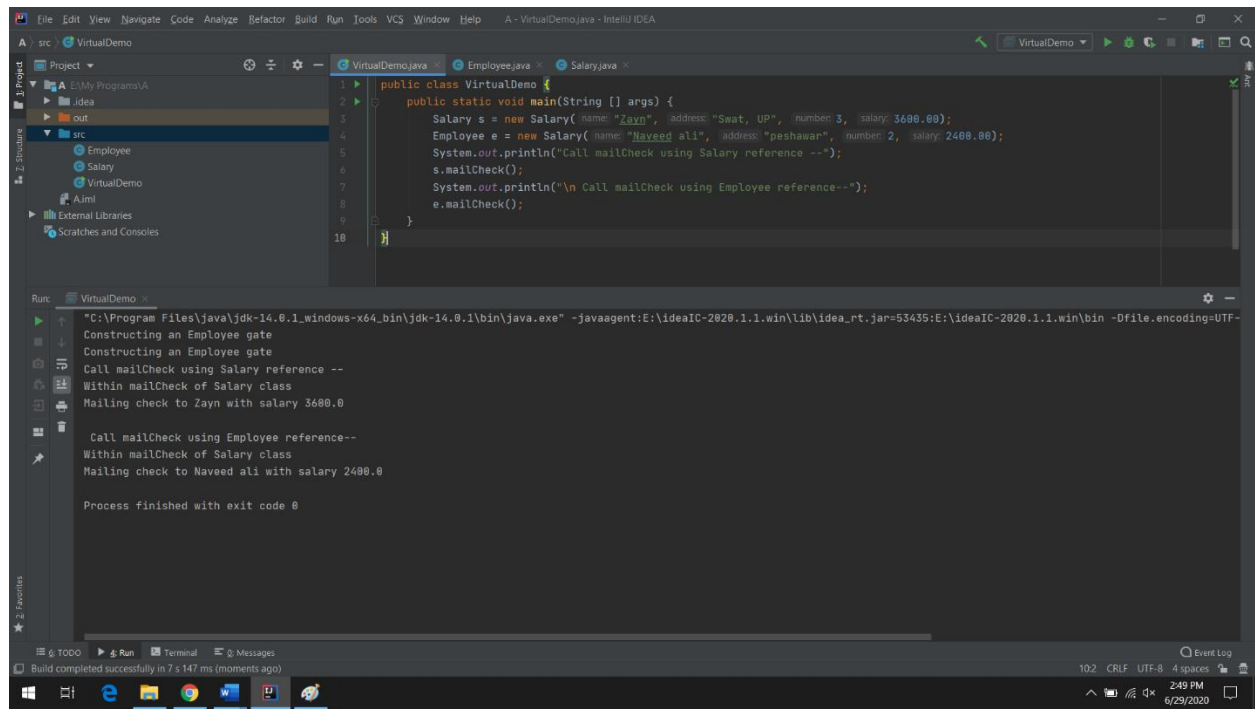 File Edit View Navigate Code Analyze Refactor Build Run Tools VCS Window Help A - VirtualDemo.java - IntelliJ IDEA
A src VirtualDemo
VirtualDemo
1: Project
Project
VirtualDemo.java
Employee.java
Salary.java
Ant
A E:\My Programs\A
.idea
out
src
Employee
Salary
VirtualDemo
A.iml
External Libraries
Scratches and Consoles
Z: Structure
1 public class VirtualDemo {
2 public static void main(String [] args) {
3 Salary s = new Salary( name: "Zayn", address: "Swat, UP", number: 3, salary: 3600.00);
4 Employee e = new Salary( name: "Naveed ali", address: "peshawar", number: 2, salary: 2400.00);
5 System.out.println("Call mailCheck using Salary reference --");
6 s.mailCheck();
7 System.out.println("\n Call mailCheck using Employee reference--");
8 e.mailCheck();
9 }
10 }
Run: VirtualDemo
"C:\Program Files\java\jdk-14.0.1_windows-x64_bin\jdk-14.0.1\bin\java.exe" -javaagent:E:\ideaIC-2020.1.1.win\lib\idea_rt.jar=53435:E:\ideaIC-2020.1.1.win\bin -Dfile.encoding=UTF-
Constructing an Employee gate
Constructing an Employee gate
Call mailCheck using Salary reference --
Within mailCheck of Salary class
Mailing check to Zayn with salary 3600.0
Call mailCheck using Employee reference--
Within mailCheck of Salary class
Mailing check to Naveed ali with salary 2400.0
Process finished with exit code 0
2: Favorites
6: TODO 4: Run Terminal 0: Messages Event Log
Build completed successfully in 7 s 147 ms (moments ago) 10:2 CRLF UTF-8 4 spaces
2:49 PM
6/29/2020